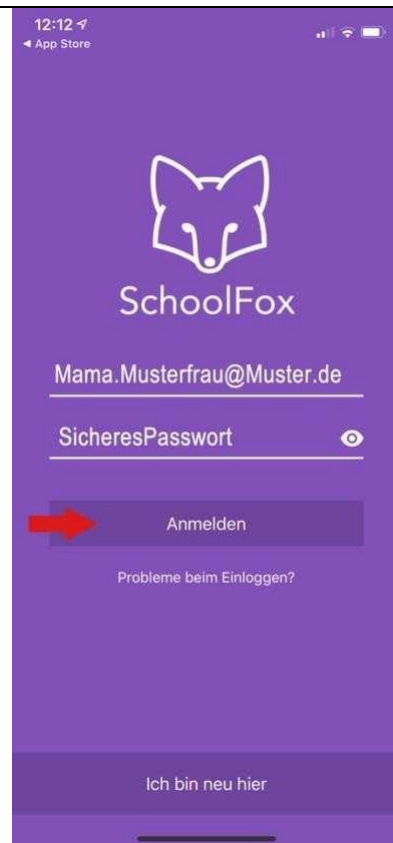 12:12
◀ App Store
SchoolFox
Mama.Musterfrau@Muster.de
SicheresPasswort
Anmelden
Probleme beim Einloggen?
Ich bin neu hier